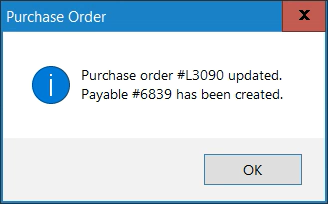 Purchase Order
x
Purchase order #L3090 updated.
Payable #6839 has been created.
OK